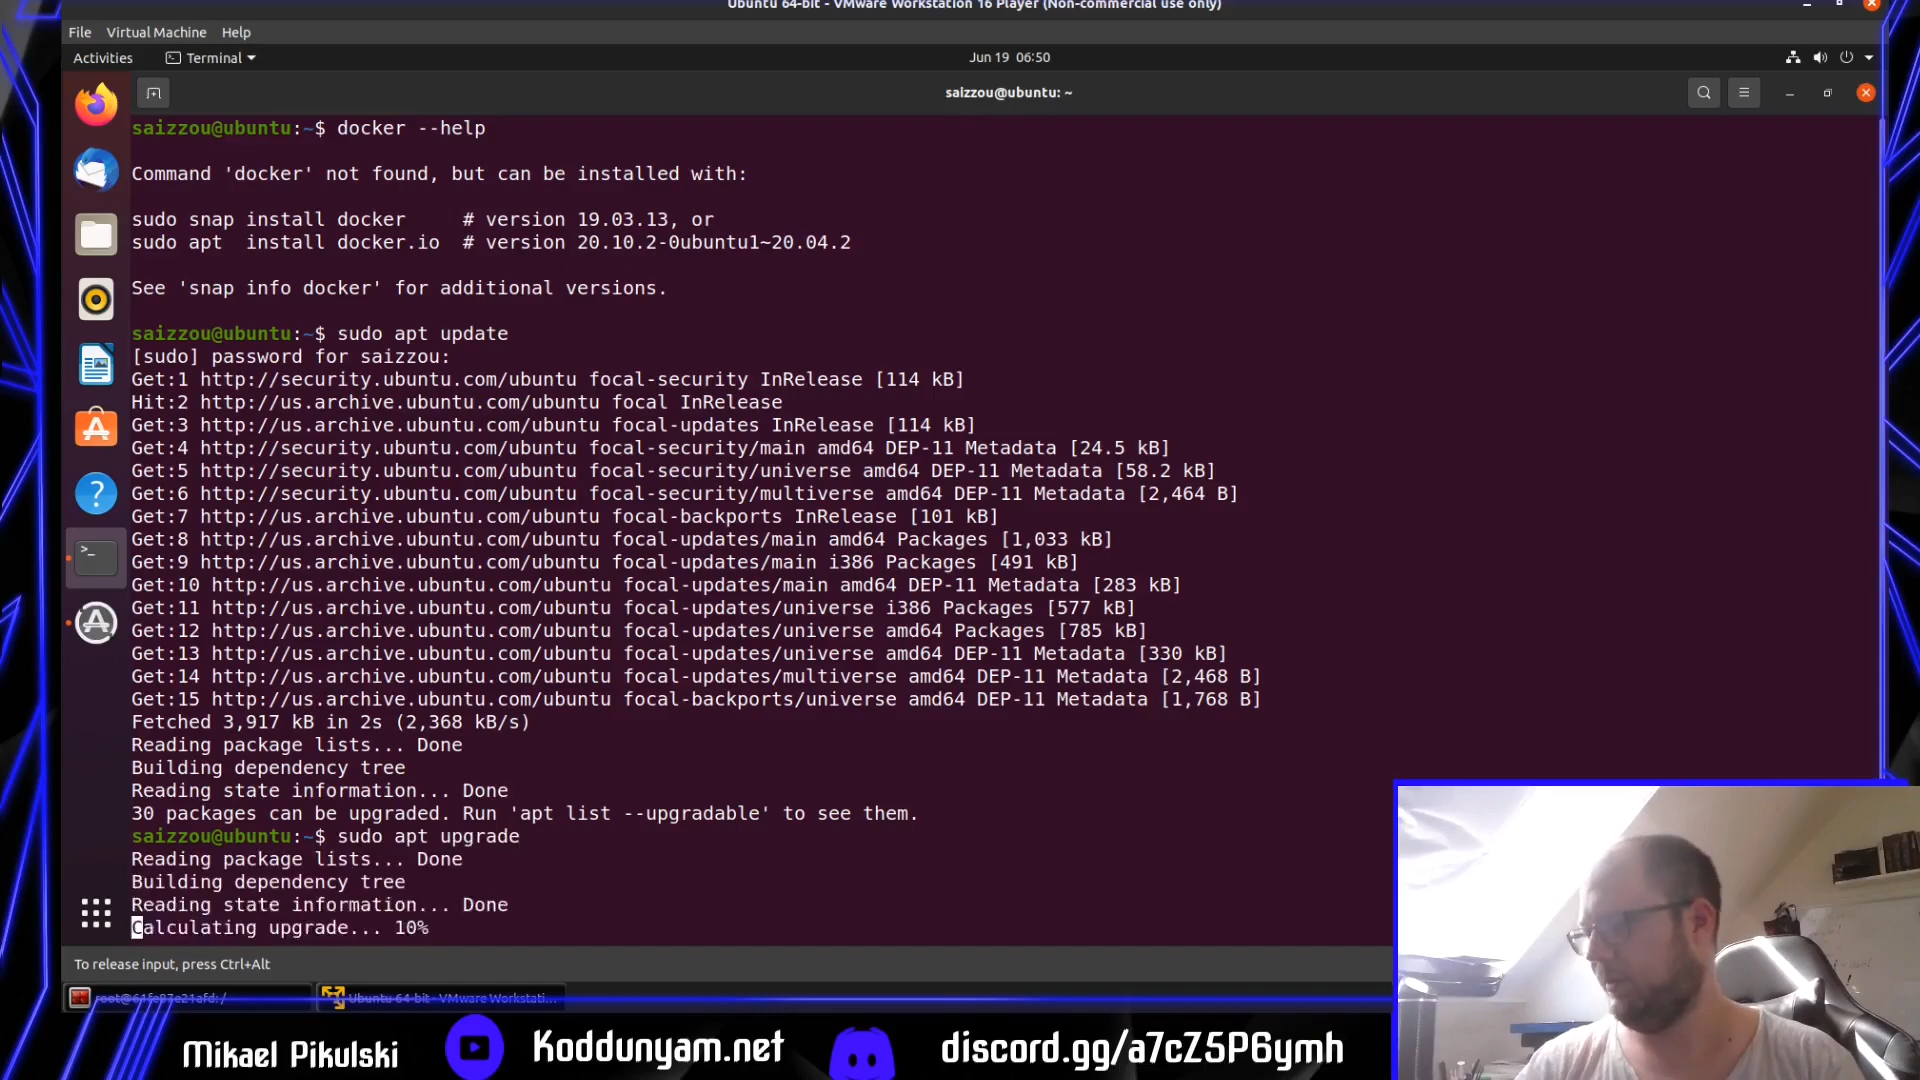 Ubuntu 64-bit - VMware Workstation 16 Player (Non-commercial use only)
File Virtual Machine Help
Activities Terminal Jun 19 06:50
saizzou@ubuntu: ~
saizzou@ubuntu:~$ docker --help
Command 'docker' not found, but can be installed with:
sudo snap install docker     # version 19.03.13, or
sudo apt  install docker.io  # version 20.10.2-0ubuntu1~20.04.2
See 'snap info docker' for additional versions.
saizzou@ubuntu:~$ sudo apt update
[sudo] password for saizzou:
Get:1 http://security.ubuntu.com/ubuntu focal-security InRelease [114 kB]
Hit:2 http://us.archive.ubuntu.com/ubuntu focal InRelease
Get:3 http://us.archive.ubuntu.com/ubuntu focal-updates InRelease [114 kB]
Get:4 http://security.ubuntu.com/ubuntu focal-security/main amd64 DEP-11 Metadata [24.5 kB]
Get:5 http://security.ubuntu.com/ubuntu focal-security/universe amd64 DEP-11 Metadata [58.2 kB]
Get:6 http://security.ubuntu.com/ubuntu focal-security/multiverse amd64 DEP-11 Metadata [2,464 B]
Get:7 http://us.archive.ubuntu.com/ubuntu focal-backports InRelease [101 kB]
Get:8 http://us.archive.ubuntu.com/ubuntu focal-updates/main amd64 Packages [1,033 kB]
Get:9 http://us.archive.ubuntu.com/ubuntu focal-updates/main i386 Packages [491 kB]
Get:10 http://us.archive.ubuntu.com/ubuntu focal-updates/main amd64 DEP-11 Metadata [283 kB]
Get:11 http://us.archive.ubuntu.com/ubuntu focal-updates/universe i386 Packages [577 kB]
Get:12 http://us.archive.ubuntu.com/ubuntu focal-updates/universe amd64 Packages [785 kB]
Get:13 http://us.archive.ubuntu.com/ubuntu focal-updates/universe amd64 DEP-11 Metadata [330 kB]
Get:14 http://us.archive.ubuntu.com/ubuntu focal-updates/multiverse amd64 DEP-11 Metadata [2,468 B]
Get:15 http://us.archive.ubuntu.com/ubuntu focal-backports/universe amd64 DEP-11 Metadata [1,768 B]
Fetched 3,917 kB in 2s (2,368 kB/s)
Reading package lists... Done
Building dependency tree
Reading state information... Done
30 packages can be upgraded. Run 'apt list --upgradable' to see them.
saizzou@ubuntu:~$ sudo apt upgrade
Reading package lists... Done
Building dependency tree
Reading state information... Done
Calculating upgrade... 10%
To release input, press Ctrl+Alt
root@61fe87e21afd: / Ubuntu 64-bit - VMware Workstati...
Mikael Pikulski Koddunyam.net discord.gg/a7cZ5P6ymh